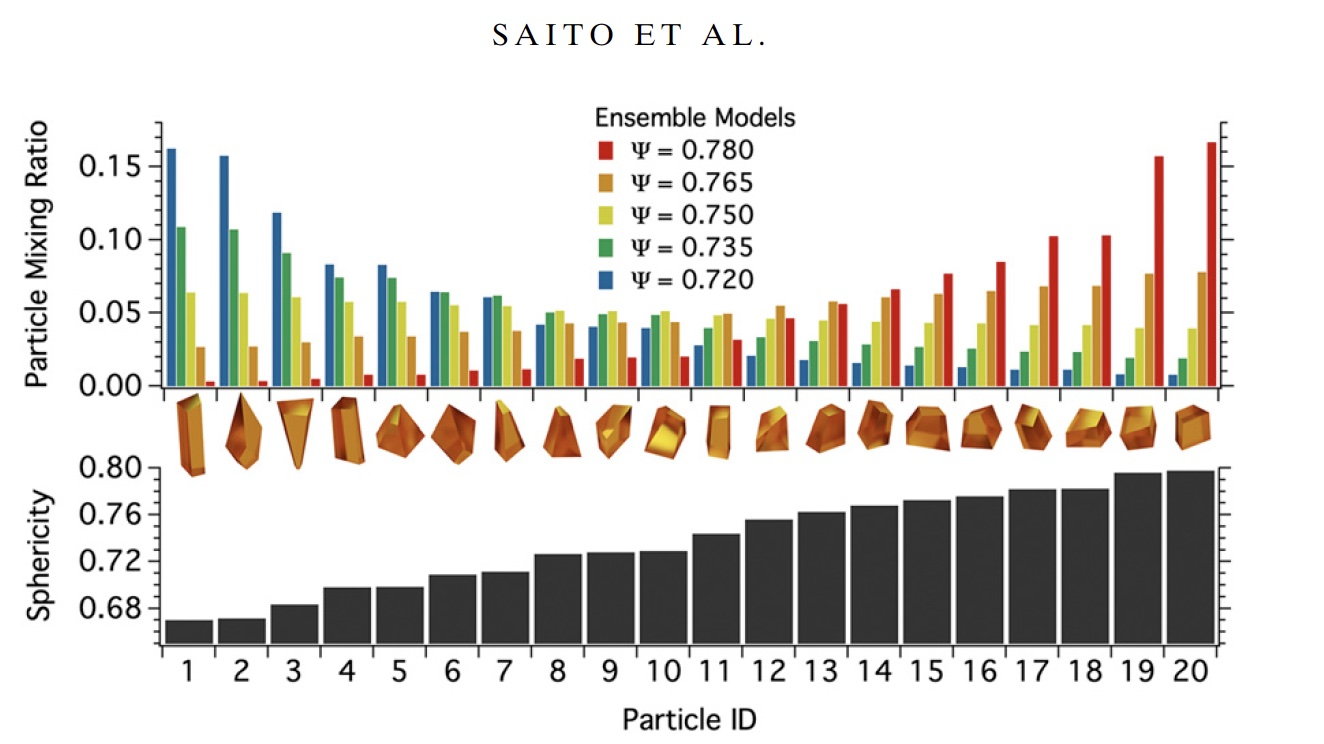 SAITO ET AL.
Ensemble Models
Ψ = 0.780
Ψ = 0.765
Ψ = 0.750
Ψ = 0.735
Ψ = 0.720
Particle Mixing Ratio
0.15
0.10
0.05
0.00
Sphericity
0.80
0.76
0.72
0.68
1 2 3 4 5 6 7 8 9 10 11 12 13 14 15 16 17 18 19 20
Particle ID